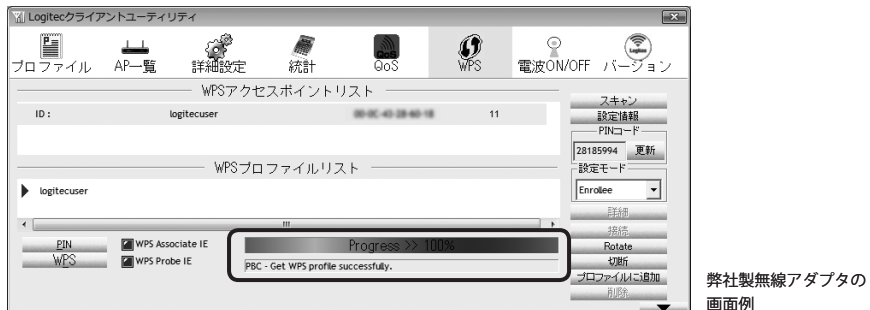 Logitecクライアントユーティリティ
プロファイル AP一覧 詳細設定 統計 QoS WPS 電波ON/OFF バージョン
WPSアクセスポイントリスト
ID : logitecuser 11
WPSプロファイルリスト
logitecuser
スキャン
設定情報
PINコード
28185994 更新
設定モード
Enrollee
詳細
接続
Rotate
切断
プロファイルに追加
削除
PIN
WPS
WPS Associate IE
WPS Probe IE
Progress >> 100%
PBC - Get WPS profile successfully.
弊社製無線アダプタの
画面例